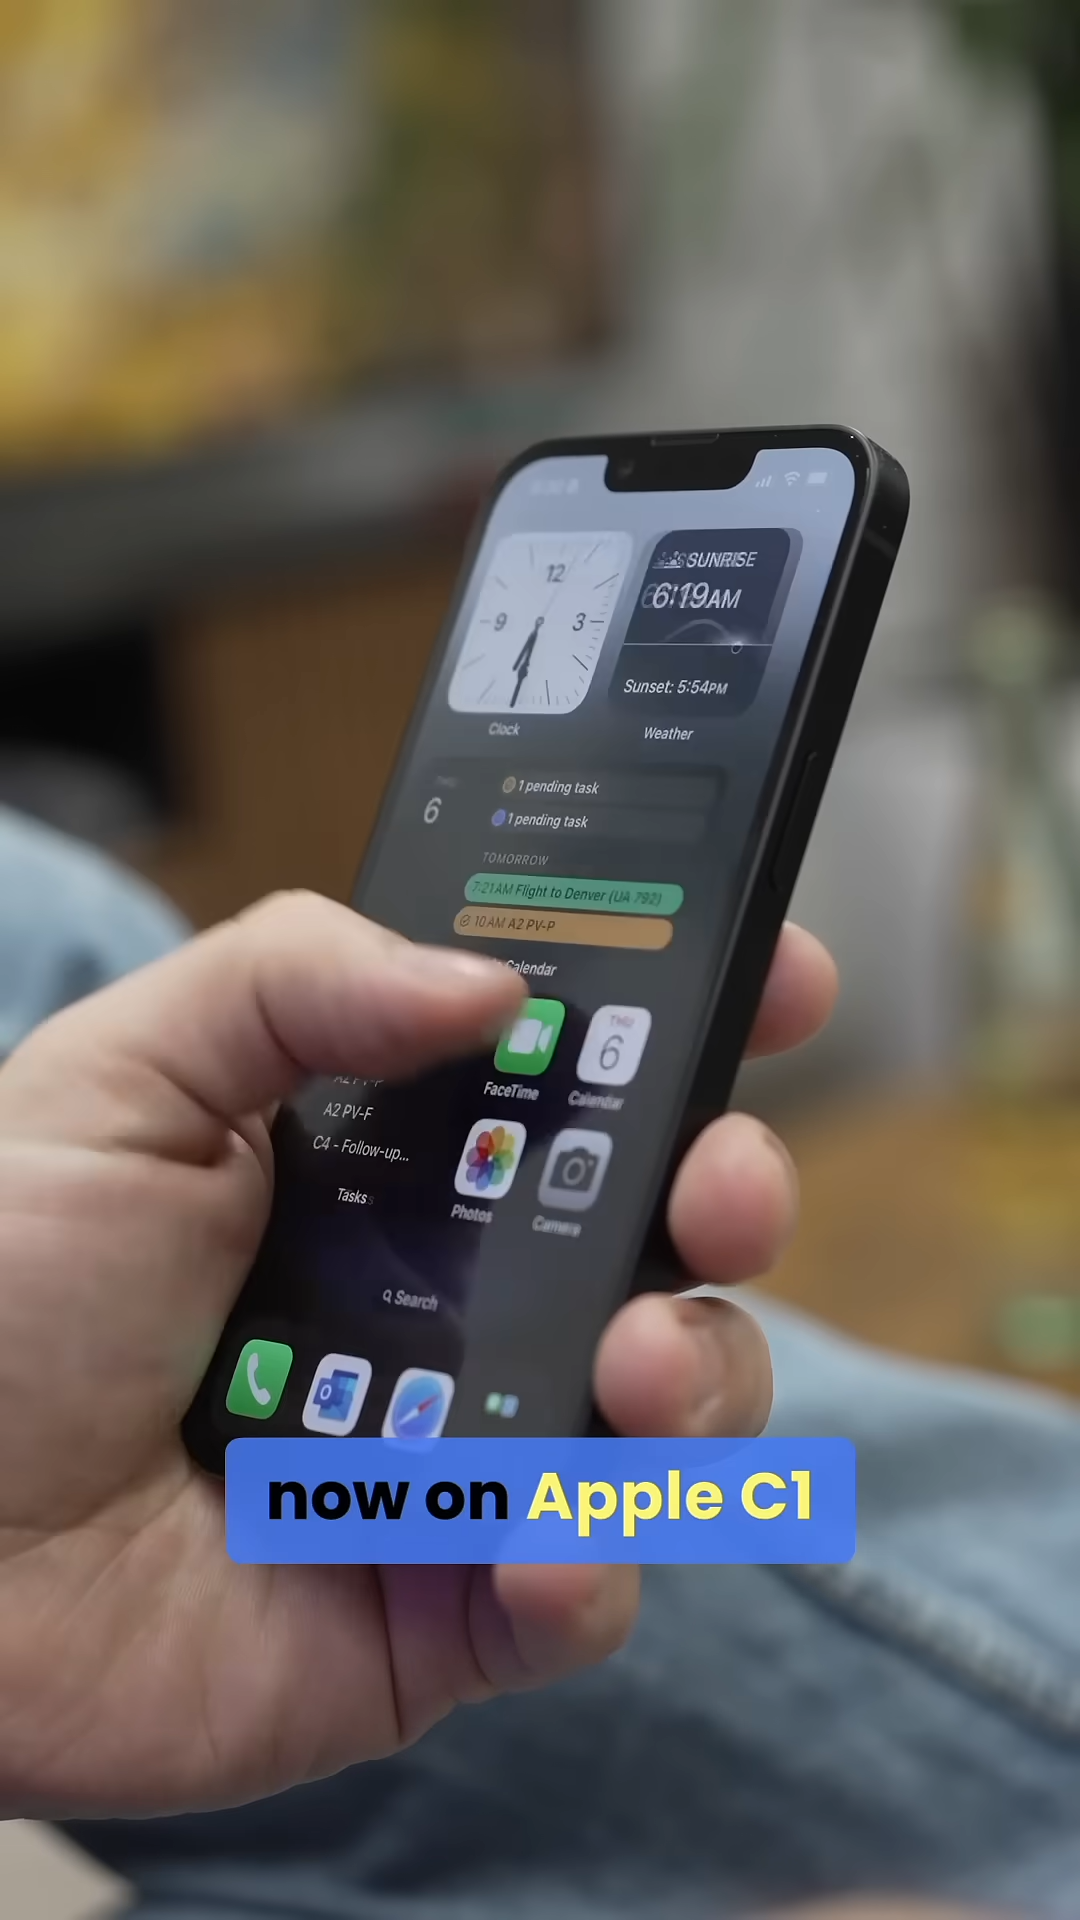 SUNRISE
6:19AM
12
9
3
Sunset: 5:54PM
Clock
Weather
6
1 pending task
1 pending task
TOMORROW
7:21AM Flight to Denver (UA 792)
10 AM A2 PV-P
Calendar
THU
6
FaceTime
Calendar
A2 PV-F
C4 - Follow-up...
Tasks
Photos
Camera
Search
now on Apple C1